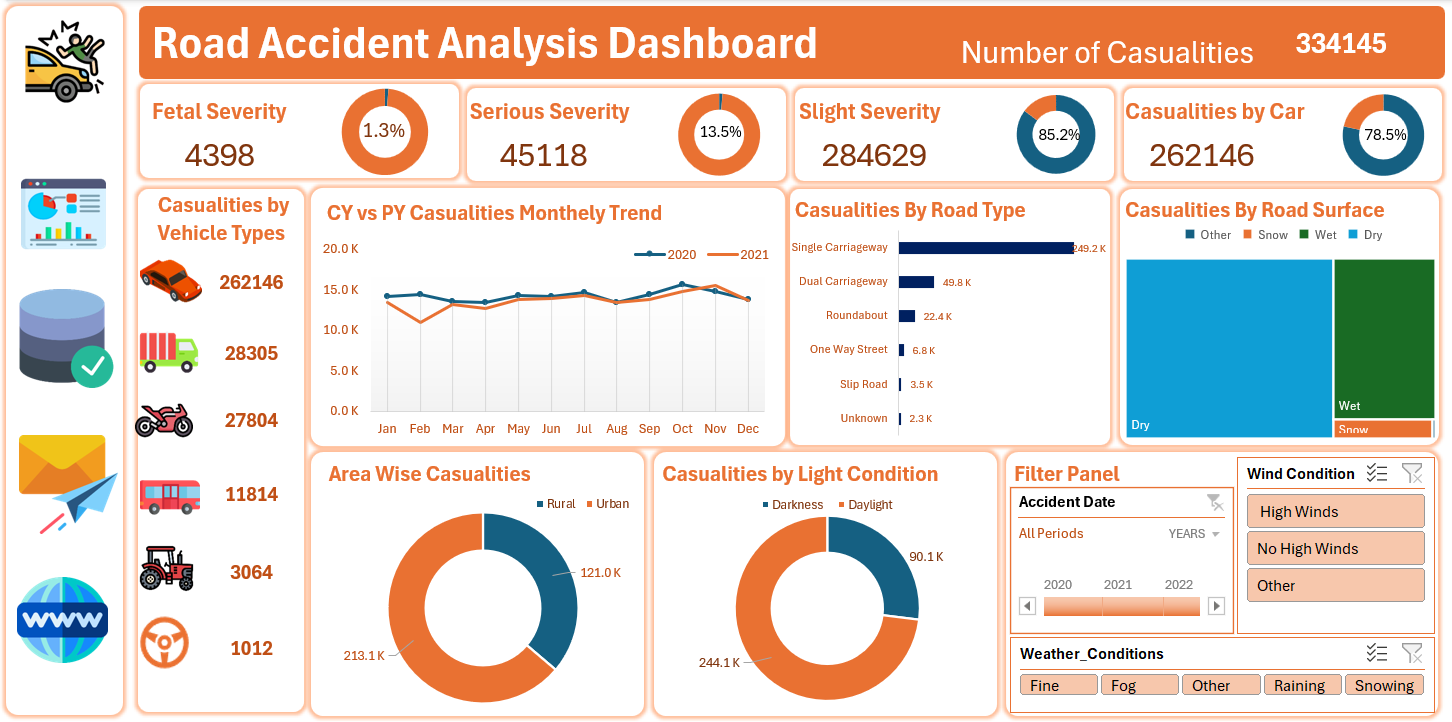 Road Accident Analysis Dashboard
Number of Casualities
334145
Fetal Severity
4398
1.3%
Serious Severity
45118
13.5%
Slight Severity
284629
85.2%
Casualities by Car
262146
78.5%
Casualities by
Vehicle Types
262146
28305
27804
11814
3064
1012
CY vs PY Casualities Monthely Trend
2020
2021
20.0 K
15.0 K
10.0 K
5.0 K
0.0 K
Jan Feb Mar Apr May Jun Jul Aug Sep Oct Nov Dec
Casualities By Road Type
Single Carriageway 249.2 K
Dual Carriageway 49.8 K
Roundabout 22.4 K
One Way Street 6.8 K
Slip Road 3.5 K
Unknown 2.3 K
Casualities By Road Surface
Other Snow Wet Dry
Dry
Wet
Snow
Area Wise Casualities
Rural Urban
121.0 K
213.1 K
Casualities by Light Condition
Darkness Daylight
90.1 K
244.1 K
Filter Panel
Accident Date
All Periods
YEARS
2020 2021 2022
Wind Condition
High Winds
No High Winds
Other
Weather_Conditions
Fine Fog Other Raining Snowing
WWW